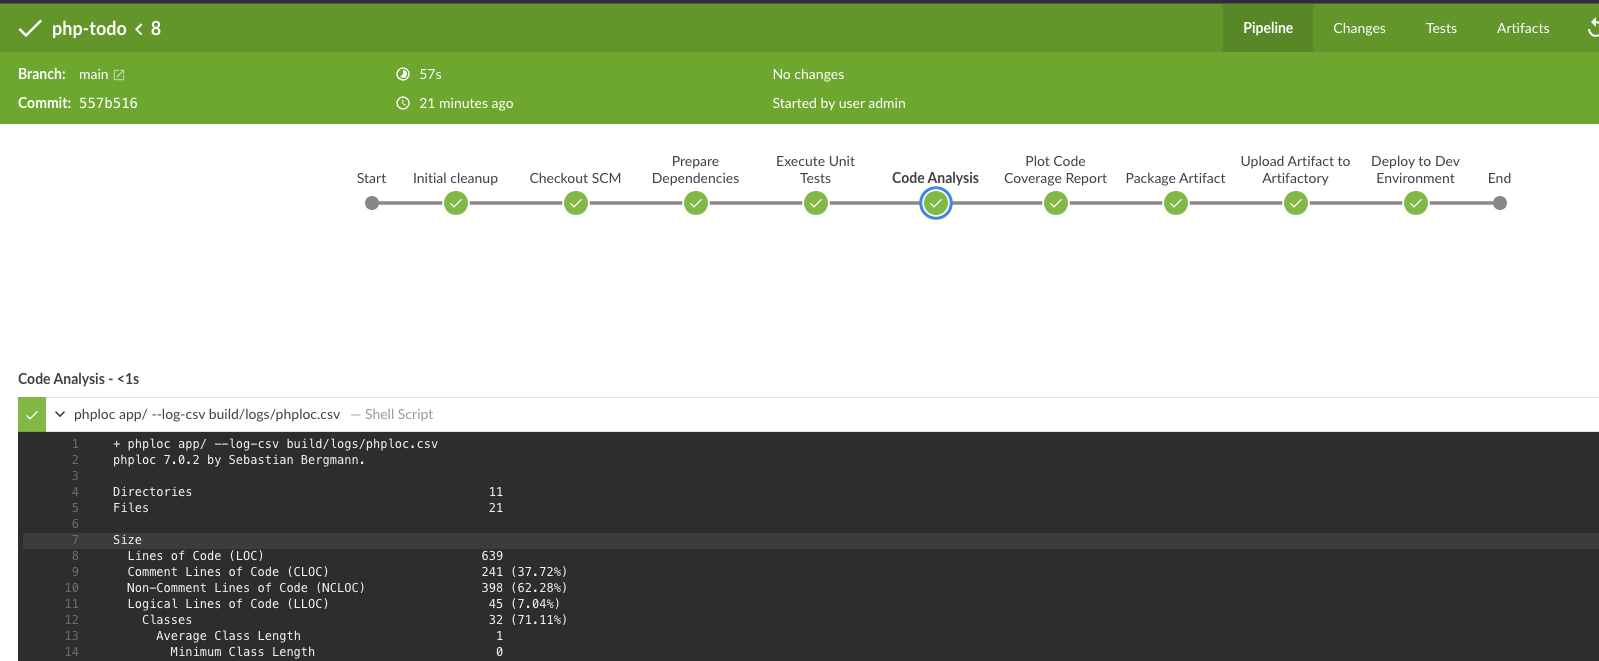 php-todo < 8
Pipeline Changes Tests Artifacts
Branch: main 57s No changes
Commit: 557b516 21 minutes ago Started by user admin
Start
Initial cleanup
Checkout SCM
Prepare
Dependencies
Execute Unit
Tests
Code Analysis
Plot Code
Coverage Report
Package Artifact
Upload Artifact to
Artifactory
Deploy to Dev
Environment
End
Code Analysis - <1s
phploc app/ --log-csv build/logs/phploc.csv — Shell Script
1 + phploc app/ --log-csv build/logs/phploc.csv
2 phploc 7.0.2 by Sebastian Bergmann.
3
4 Directories 11
5 Files 21
6
7 Size
8 Lines of Code (LOC) 639
9 Comment Lines of Code (CLOC) 241 (37.72%)
10 Non-Comment Lines of Code (NCLOC) 398 (62.28%)
11 Logical Lines of Code (LLOC) 45 (7.04%)
12 Classes 32 (71.11%)
13 Average Class Length 1
14 Minimum Class Length 0